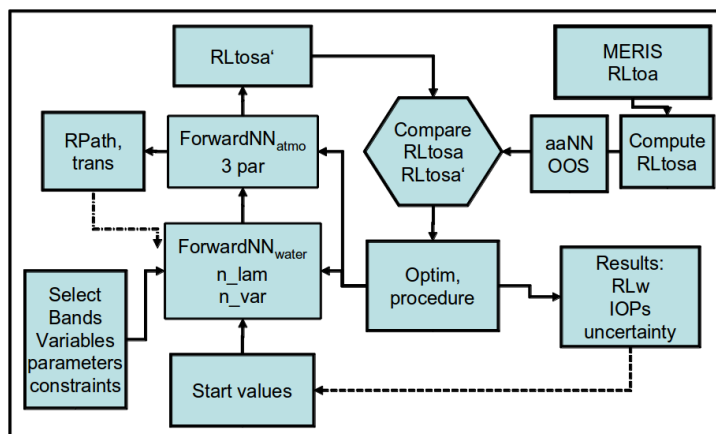 RLtosa‘
MERIS
RLtoa
RPath,
trans
ForwardNNatmo
3 par
Compare
RLtosa
RLtosa‘
aaNN
OOS
Compute
RLtosa
ForwardNNwater
n_lam
n_var
Optim,
procedure
Results:
RLw
IOPs
uncertainty
Select
Bands
Variables
parameters
constraints
Start values